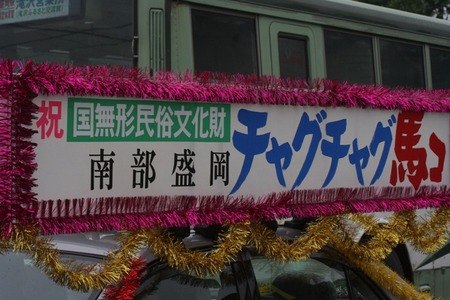 祝 国無形民俗文化財
南部盛岡 チャグチャグ馬コ